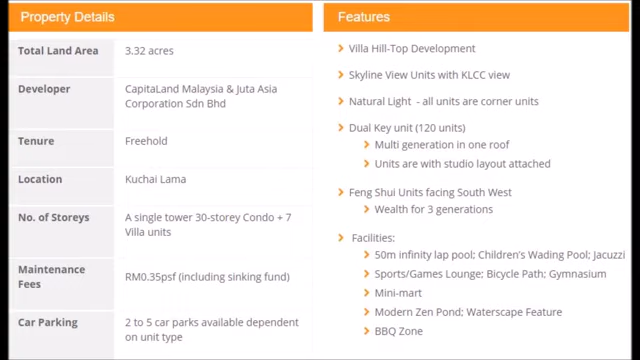 Property Details
Total Land Area 3.32 acres
Developer CapitaLand Malaysia & Juta Asia
Corporation Sdn Bhd
Tenure Freehold
Location Kuchai Lama
No. of Storeys A single tower 30-storey Condo + 7
Villa units
Maintenance
Fees RM0.35psf (including sinking fund)
Car Parking 2 to 5 car parks available dependent
on unit type
Features
Villa Hill-Top Development
Skyline View Units with KLCC view
Natural Light - all units are corner units
Dual Key unit (120 units)
Multi generation in one roof
Units are with studio layout attached
Feng Shui Units facing South West
Wealth for 3 generations
Facilities:
50m infinity lap pool; Children's Wading Pool; Jacuzzi
Sports/Games Lounge; Bicycle Path; Gymnasium
Mini-mart
Modern Zen Pond; Waterscape Feature
BBQ Zone